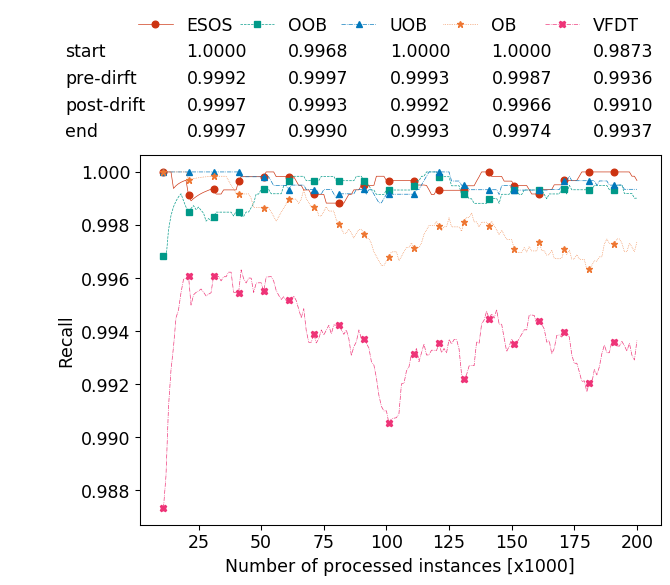 ESOS OOB UOB OB VFDT
start 1.0000 0.9968 1.0000 1.0000 0.9873
pre-dirft 0.9992 0.9997 0.9993 0.9987 0.9936
post-drift 0.9997 0.9993 0.9992 0.9966 0.9910
end 0.9997 0.9990 0.9993 0.9974 0.9937
1.000
0.998
0.996
0.994
0.992
0.990
0.988
Recall
25 50 75 100 125 150 175 200
Number of processed instances [x1000]